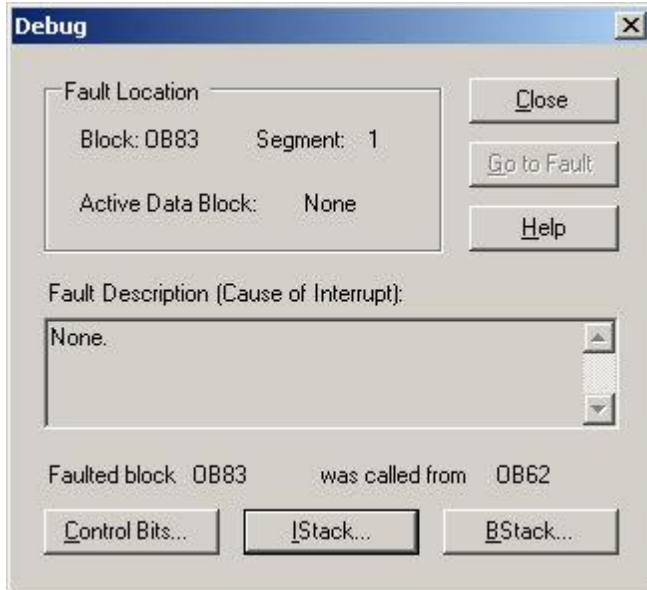 Debug
Fault Location
Block: OB83 Segment: 1
Active Data Block: None
Close
Go to Fault
Help
Fault Description (Cause of Interrupt):
None.
Faulted block OB83 was called from OB62
Control Bits... IStack... BStack...